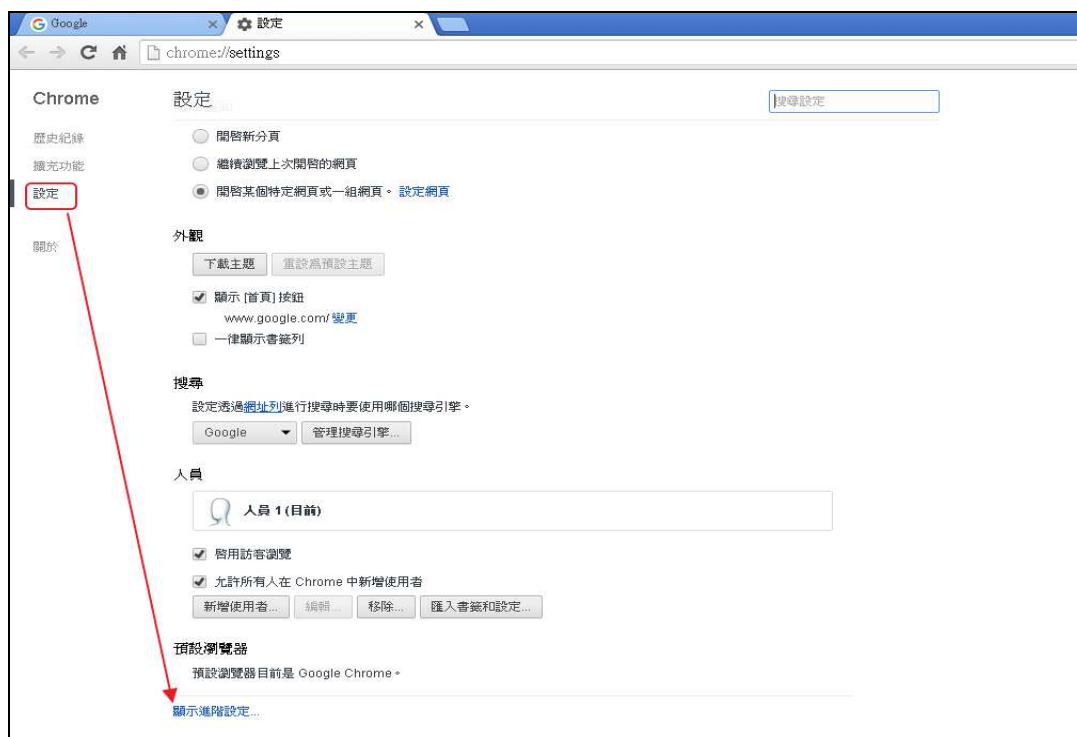 Google
設定
chrome://settings
Chrome
設定
搜尋設定
歷史紀錄
擴充功能
設定
關於
開啟新分頁
繼續瀏覽上次開啟的網頁
開啟某個特定網頁或一組網頁。 設定網頁
外觀
下載主題 重設為預設主題
顯示 [首頁] 按鈕
www.google.com/ 變更
一律顯示書籤列
搜尋
設定透過網址列進行搜尋時要使用哪個搜尋引擎。
Google 管理搜尋引擎...
人員
人員 1 (目前)
啟用訪客瀏覽
允許所有人在 Chrome 中新增使用者
新增使用者... 編輯... 移除... 匯入書籤和設定...
預設瀏覽器
預設瀏覽器目前是 Google Chrome。
顯示進階設定...